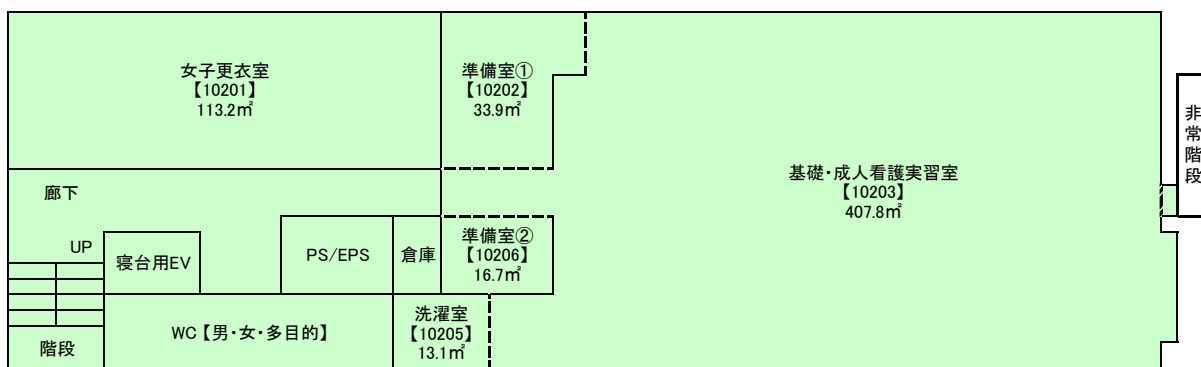 女子更衣室
【10201】
113.2㎡
準備室①
【10202】
33.9㎡
基礎・成人看護実習室
【10203】
407.8㎡
非常階段
廊下
UP
寝台用EV
PS/EPS
倉庫
準備室②
【10206】
16.7㎡
階段
WC【男・女・多目的】
洗濯室
【10205】
13.1㎡